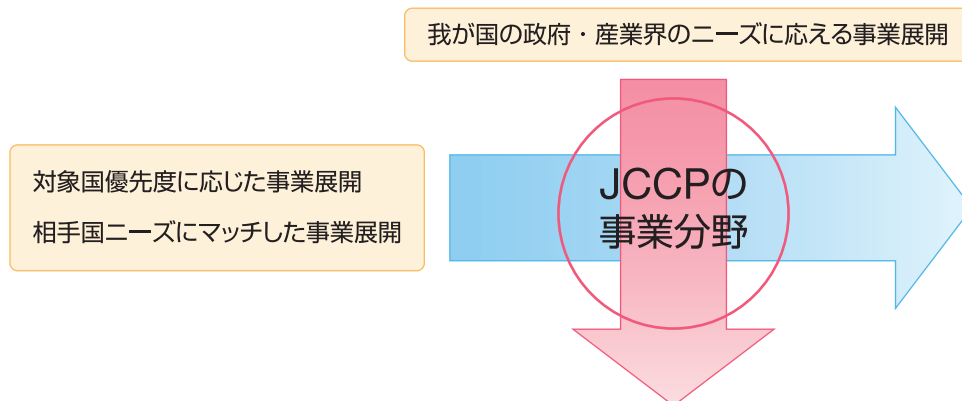 我が国の政府・産業界のニーズに応える事業展開
対象国優先度に応じた事業展開
相手国ニーズにマッチした事業展開
JCCPの
事業分野